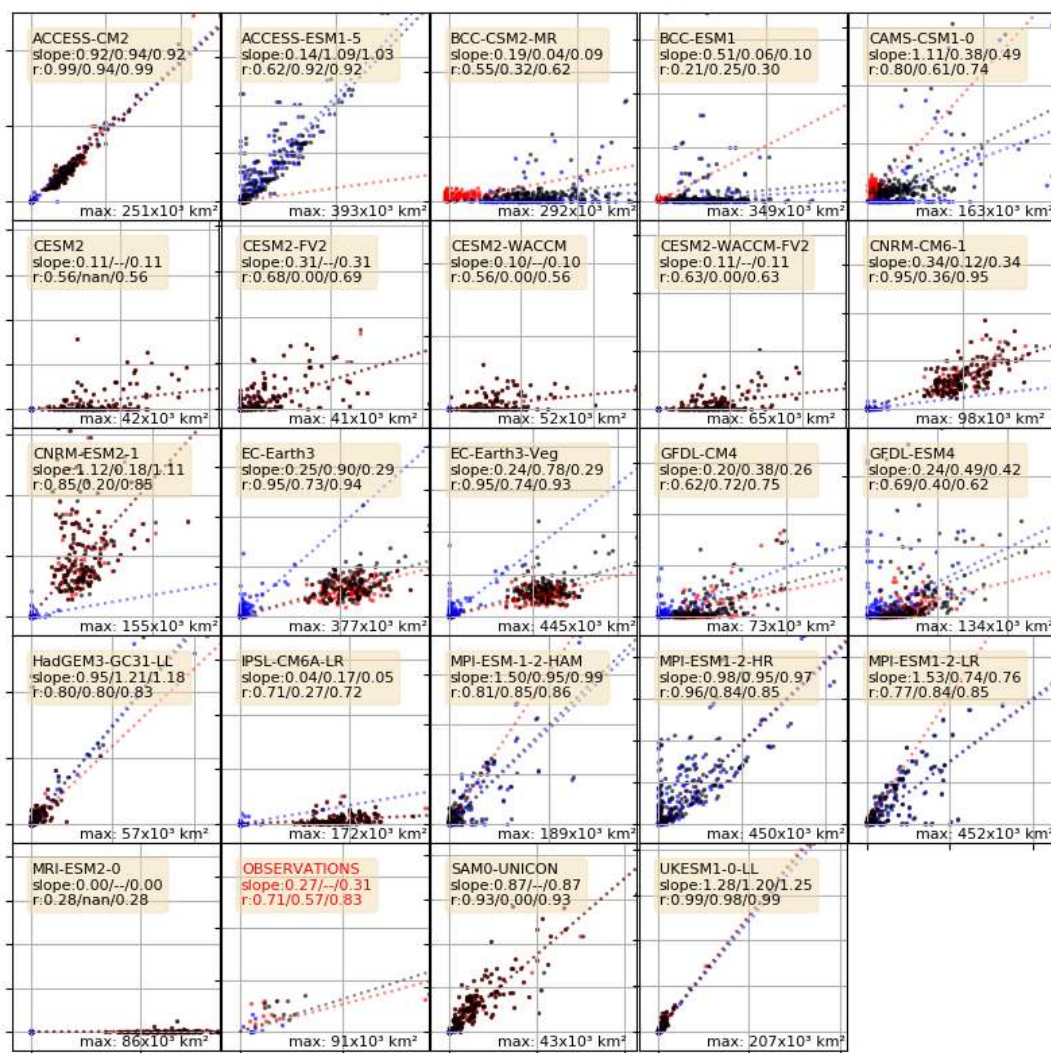 ACCESS-CM2
slope:0.92/0.94/0.92
r:0.99/0.94/0.99
max: 251x10³ km²
ACCESS-ESM1-5
slope:0.14/1.09/1.03
r:0.62/0.92/0.92
max: 393x10³ km²
BCC-CSM2-MR
slope:0.19/0.04/0.09
r:0.55/0.32/0.62
max: 292x10³ km²
BCC-ESM1
slope:0.51/0.06/0.10
r:0.21/0.25/0.30
max: 349x10³ km²
CAMS-CSM1-0
slope:1.11/0.38/0.49
r:0.80/0.61/0.74
max: 163x10³ km²
CESM2
slope:0.11/--/0.11
r:0.56/nan/0.56
max: 42x10³ km²
CESM2-FV2
slope:0.31/--/0.31
r:0.68/0.00/0.69
max: 41x10³ km²
CESM2-WACCM
slope:0.10/--/0.10
r:0.56/0.00/0.56
max: 52x10³ km²
CESM2-WACCM-FV2
slope:0.11/--/0.11
r:0.63/0.00/0.63
max: 65x10³ km²
CNRM-CM6-1
slope:0.34/0.12/0.34
r:0.95/0.36/0.95
max: 98x10³ km²
CNRM-ESM2-1
slope:1.12/0.18/1.11
r:0.85/0.20/0.85
max: 155x10³ km²
EC-Earth3
slope:0.25/0.90/0.29
r:0.95/0.73/0.94
max: 377x10³ km²
EC-Earth3-Veg
slope:0.24/0.78/0.29
r:0.95/0.74/0.93
max: 445x10³ km²
GFDL-CM4
slope:0.20/0.38/0.26
r:0.62/0.72/0.75
max: 73x10³ km²
GFDL-ESM4
slope:0.24/0.49/0.42
r:0.69/0.40/0.62
max: 134x10³ km²
HadGEM3-GC31-LL
slope:0.95/1.21/1.18
r:0.80/0.80/0.83
max: 57x10³ km²
IPSL-CM6A-LR
slope:0.04/0.17/0.05
r:0.71/0.27/0.72
max: 172x10³ km²
MPI-ESM-1-2-HAM
slope:1.50/0.95/0.99
r:0.81/0.85/0.86
max: 189x10³ km²
MPI-ESM1-2-HR
slope:0.98/0.95/0.97
r:0.96/0.84/0.85
max: 450x10³ km²
MPI-ESM1-2-LR
slope:1.53/0.74/0.76
r:0.77/0.84/0.85
max: 452x10³ km²
MRI-ESM2-0
slope:0.00/--/0.00
r:0.28/nan/0.28
max: 86x10³ km²
OBSERVATIONS
slope:0.27/--/0.31
r:0.71/0.57/0.83
max: 91x10³ km²
SAM0-UNICON
slope:0.87/--/0.87
r:0.93/0.00/0.93
max: 43x10³ km²
UKESM1-0-LL
slope:1.28/1.20/1.25
r:0.99/0.98/0.99
max: 207x10³ km²